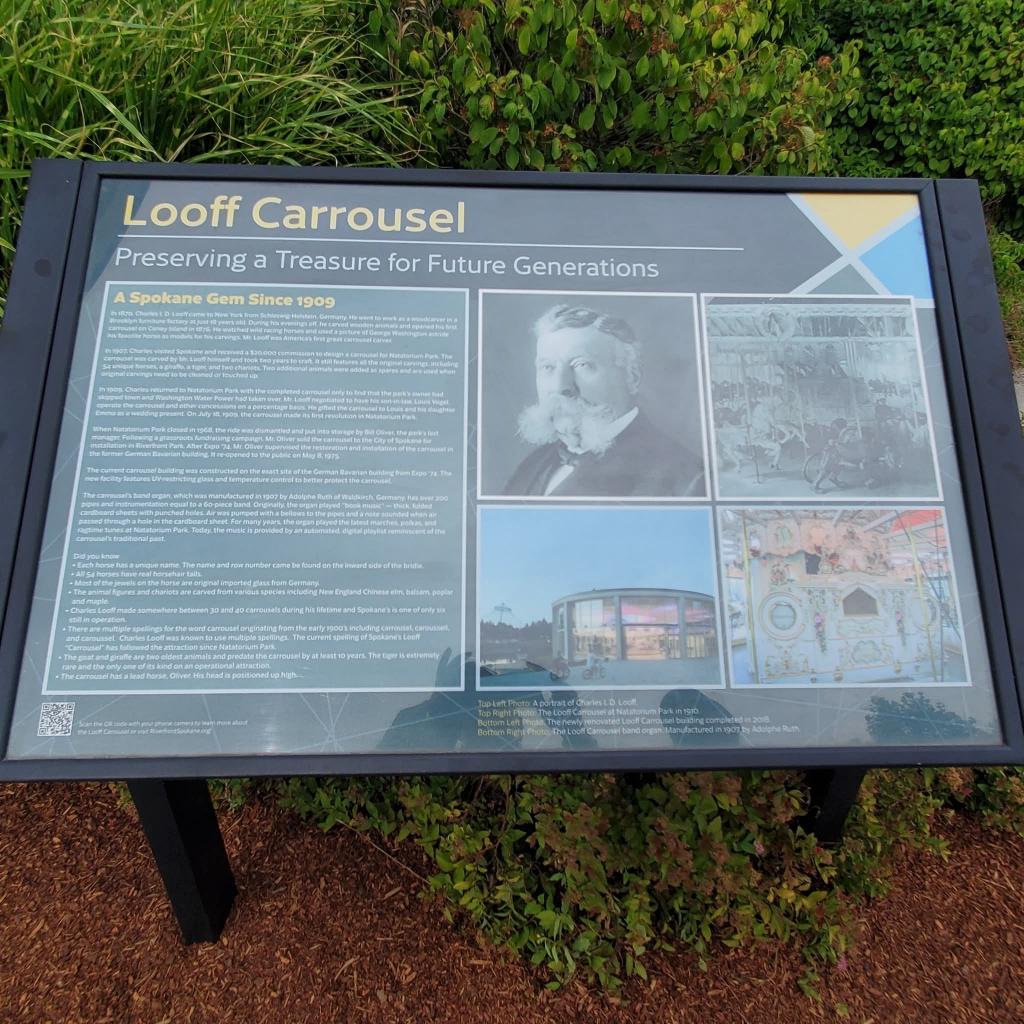 Looff Carrousel
Preserving a Treasure for Future Generations
A Spokane Gem Since 1909
In 1870, Charles I. D. Looff came to New York from Schleswig-Holstein, Germany. He went to work as a woodcarver in a
Brooklyn furniture factory at just 18 years old. During his evenings off, he carved wooden animals and opened his first
carrousel on Coney Island in 1876. He watched wild racing horses and used a picture of George Washington astride
his favorite horse as models for his carvings. Mr. Looff was America's first great carrousel carver.
In 1907, Charles visited Spokane and received a $20,000 commission to design a carousel for Natatorium Park. The
carrousel was carved by Mr. Looff himself and took two years to craft. It still features all the original carvings, including
54 unique horses, a giraffe, a tiger, and two chariots. Two additional animals were added as spares and are used when
original carvings need to be cleaned or touched up.
In 1909, Charles returned to Natatorium Park with the completed carousel only to find that the park's owner had
skipped town and Washington Water Power had taken over. Mr. Looff negotiated to have his son-in-law, Louis Vogel,
operate the carousel and other concessions on a percentage basis. He gifted the carousel to Louis and his daughter
Emma as a wedding present. On July 18, 1909, the carousel made its first revolution in Natatorium Park.
When Natatorium Park closed in 1968, the ride was dismantled and put into storage by Bill Oliver, the park's last
manager. Following a grassroots fundraising campaign, Mr. Oliver sold the carousel to the City of Spokane for
installation in Riverfront Park. After Expo '74, Mr. Oliver supervised the restoration and installation of the carrousel in
the former German Bavarian building. It re-opened to the public on May 8, 1975.
The current carrousel building was constructed on the exact site of the German Bavarian building from Expo '74. The
new facility features UV-restricting glass and temperature control to better protect the carrousel.
The carrousel's band organ, which was manufactured in 1907 by Adolphe Ruth of Waldkirch, Germany, has over 300
pipes and instrumentation equal to a 60-piece band. Originally, the organ played "book music" — thick, folded
cardboard sheets with punched holes. Air was pumped with a bellows to the pipes and a note sounded when air
passed through a hole in the cardboard sheet. For many years, the organ played the latest marches, polkas, and
ragtime tunes at Natatorium Park. Today, the music is provided by an automated, digital playlist reminiscent of the
carrousel's traditional past.
Did you know
• Each horse has a unique name. The name and row number came be found on the inward side of the bridle.
• All 54 horses have real horsehair tails.
• Most of the jewels on the horse are original imported glass from Germany.
• The animal figures and chariots are carved from various species including New England Chinese elm, balsam, poplar
and maple.
• Charles Looff made somewhere between 30 and 40 carrousels during his lifetime and Spokane's is one of only six
still in operation.
• There are multiple spellings for the word carrousel originating from the early 1900's including carrousel, caroussel,
and carousel. Charles Looff was known to use multiple spellings. The current spelling of Spokane's Looff
"Carrousel" has followed the attraction since Natatorium Park.
• The goat and giraffe are two oldest animals and predate the carrousel by at least 10 years. The tiger is extremely
rare and the only one of its kind on an operational attraction.
• The carrousel has a lead horse, Oliver. His head is positioned up high...
Scan the QR code with your phone camera to learn more about
the Looff Carrousel or visit RiverfrontSpokane.org!
Top Left Photo: A portrait of Charles I. D. Looff.
Top Right Photo: The Looff Carrousel at Natatorium Park in 1910.
Bottom Left Photo: The newly renovated Looff Carrousel building completed in 2018.
Bottom Right Photo: The Looff Carrousel band organ. Manufactured in 1907 by Adolphe Ruth.